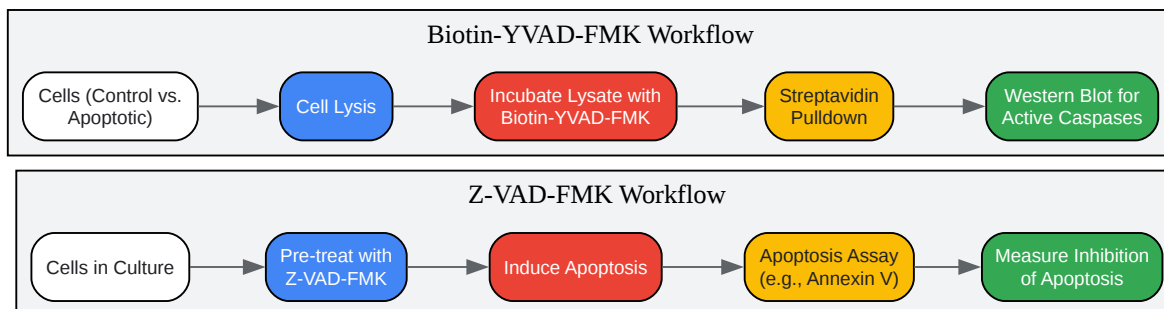 Biotin-YVAD-FMK Workflow
Cells (Control vs.
Apoptotic)
Cell Lysis
Incubate Lysate with
Biotin-YVAD-FMK
Streptavidin
Pulldown
Western Blot for
Active Caspases
Z-VAD-FMK Workflow
Cells in Culture
Pre-treat with
Z-VAD-FMK
Induce Apoptosis
Apoptosis Assay
(e.g., Annexin V)
Measure Inhibition
of Apoptosis